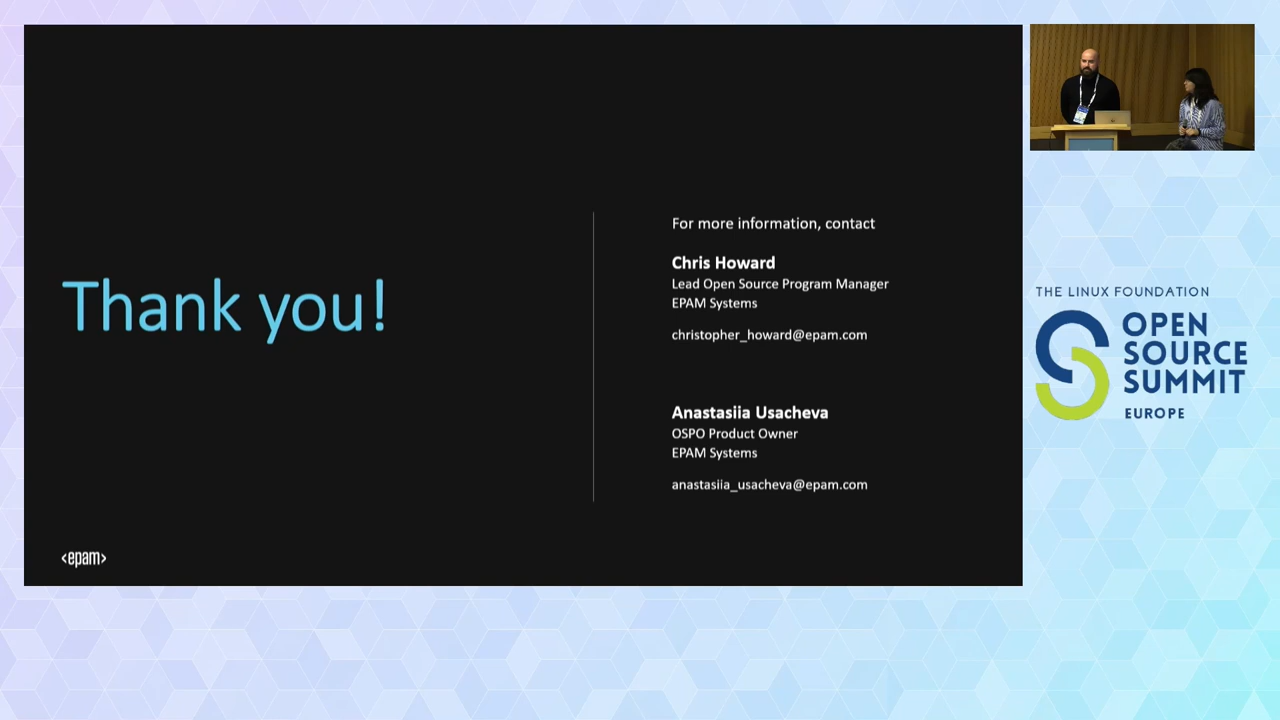 Thank you!
For more information, contact
Chris Howard
Lead Open Source Program Manager
EPAM Systems
christopher_howard@epam.com
Anastasiia Usacheva
OSPO Product Owner
EPAM Systems
anastasiia_usacheva@epam.com
<epam>
THE LINUX FOUNDATION
OPEN
SOURCE
SUMMIT
EUROPE